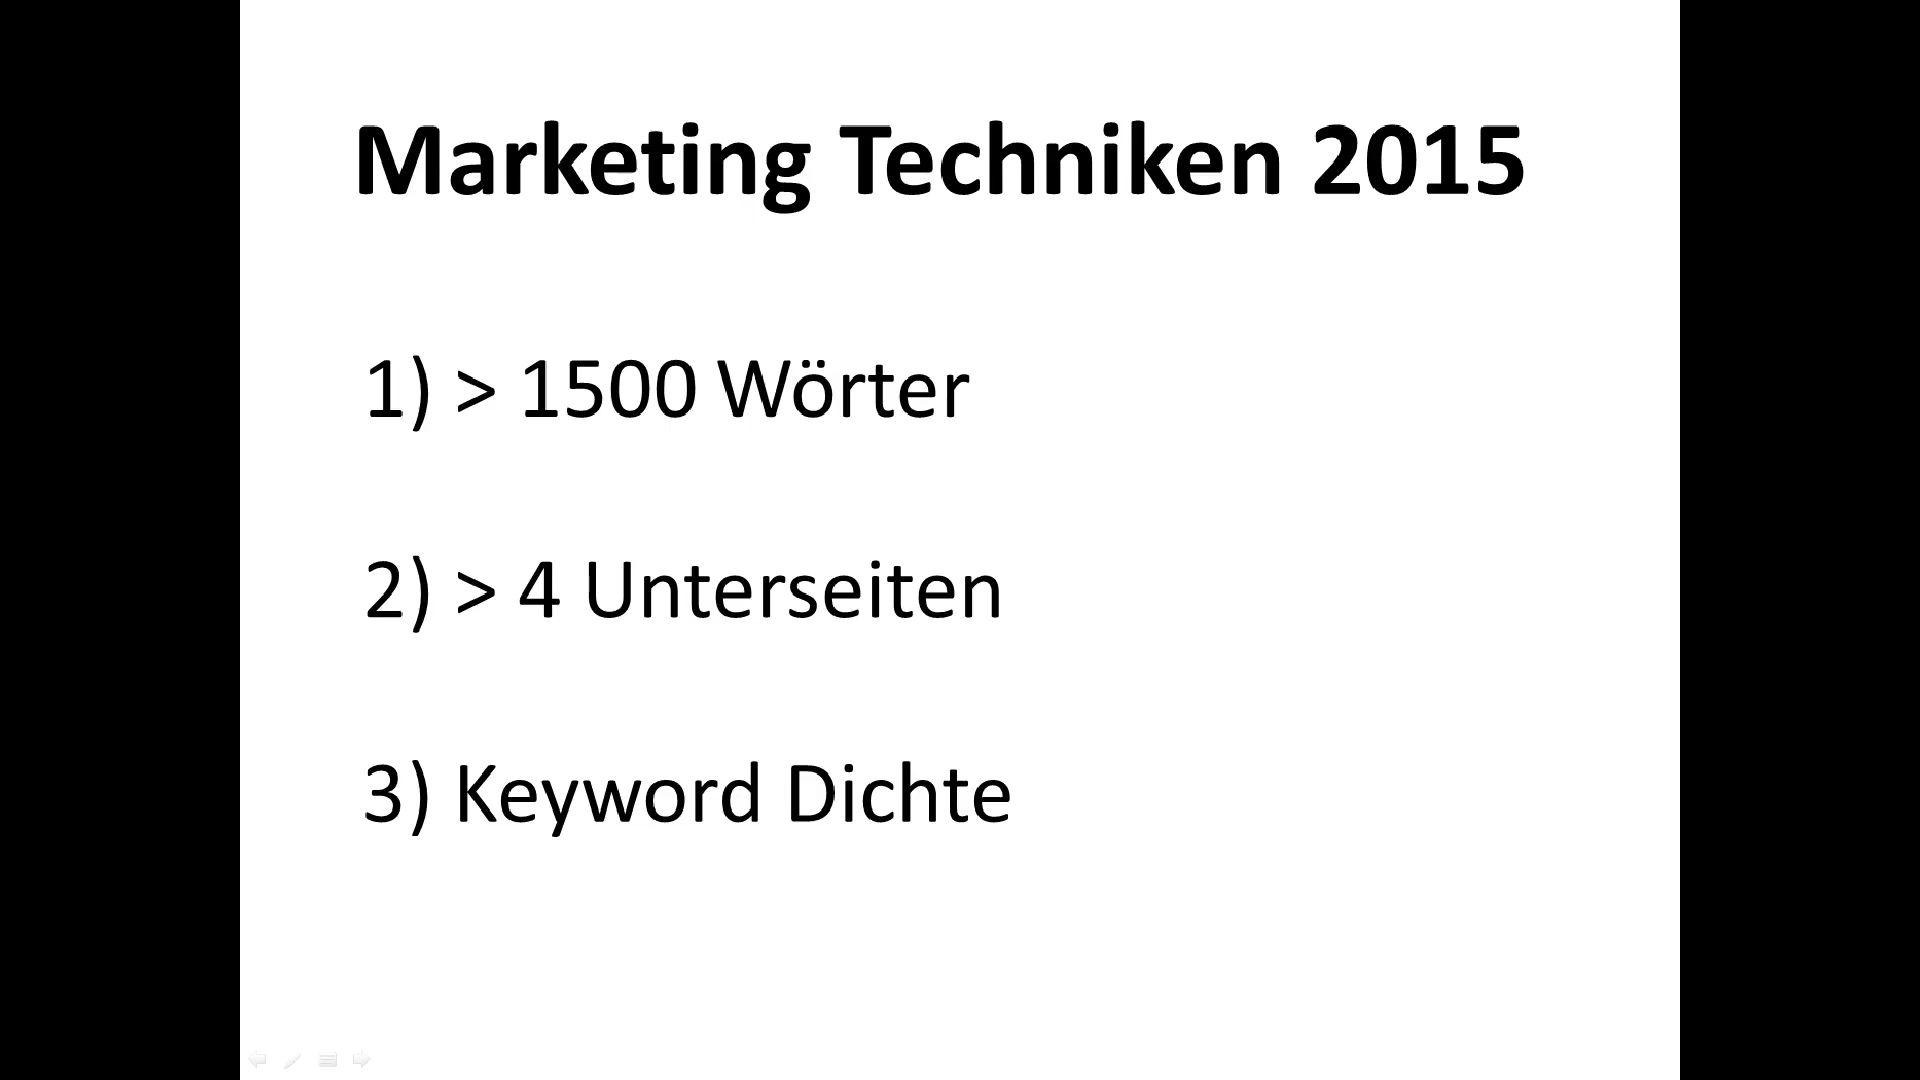 Marketing Techniken 2015
1) > 1500 Wörter
2) > 4 Unterseiten
3) Keyword Dichte